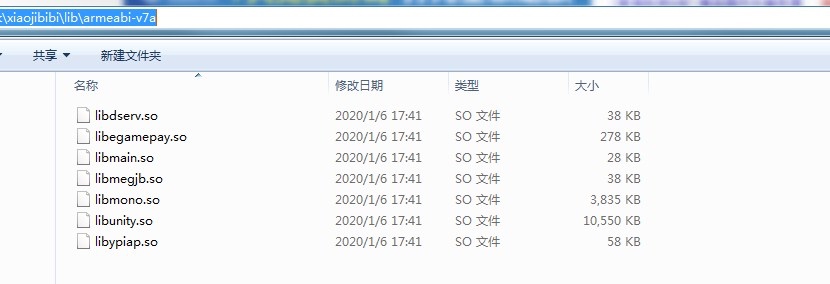 t\xiaojibibi\lib\armeabi-v7a
共享 新建文件夹
名称 修改日期 类型 大小
libdserv.so 2020/1/6 17:41 SO 文件 38 KB
libegamepay.so 2020/1/6 17:41 SO 文件 278 KB
libmain.so 2020/1/6 17:41 SO 文件 28 KB
libmegjb.so 2020/1/6 17:41 SO 文件 38 KB
libmono.so 2020/1/6 17:41 SO 文件 3,835 KB
libunity.so 2020/1/6 17:41 SO 文件 10,550 KB
libypiap.so 2020/1/6 17:41 SO 文件 58 KB